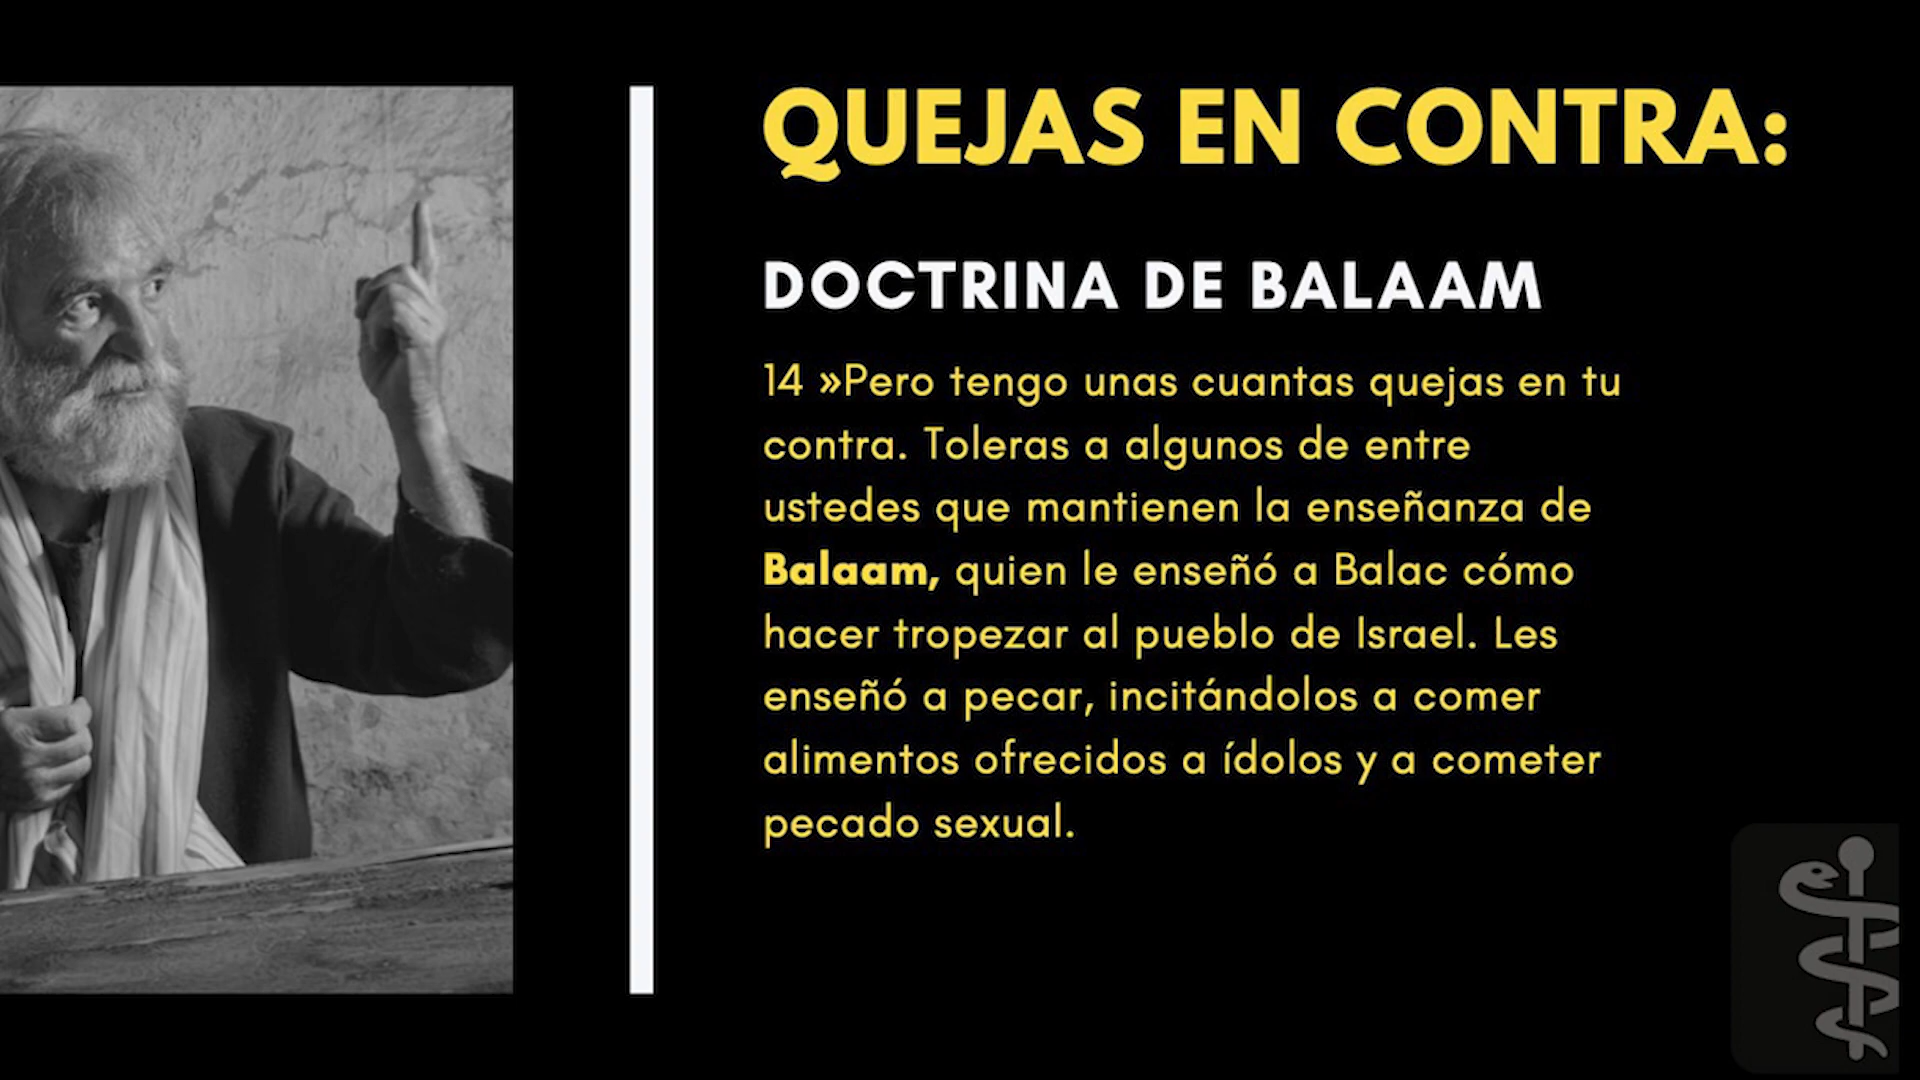 QUEJAS EN CONTRA:
DOCTRINA DE BALAAM
14 »Pero tengo unas cuantas quejas en tu
contra. Toleras a algunos de entre
ustedes que mantienen la enseñanza de
Balaam, quien le enseñó a Balac cómo
hacer tropezar al pueblo de Israel. Les
enseñó a pecar, incitándolos a comer
alimentos ofrecidos a ídolos y a cometer
pecado sexual.